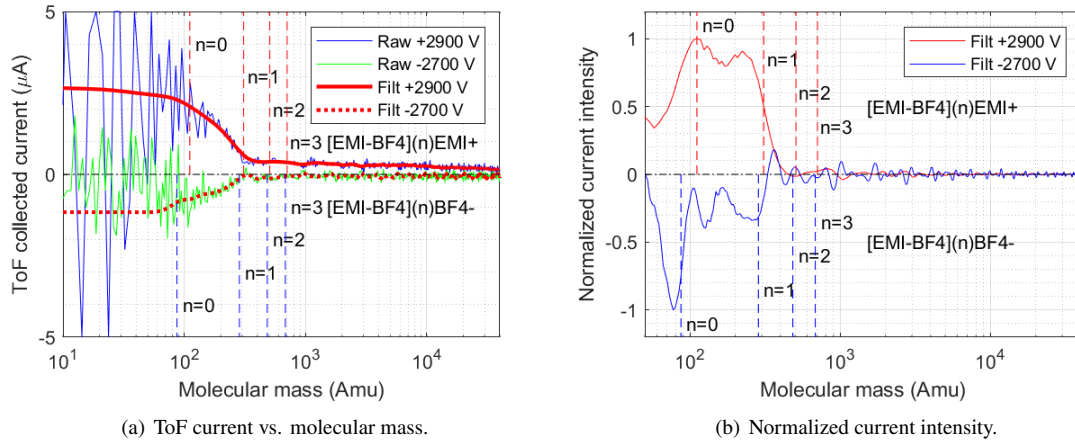 5
0
-5
ToF collected current (μA)
n=0
n=1
n=2
n=3 [EMI-BF4](n)EMI+
n=3 [EMI-BF4](n)BF4-
n=2
n=1
n=0
Raw +2900 V
Raw -2700 V
Filt +2900 V
Filt -2700 V
10^1
10^2
10^3
10^4
Molecular mass (Amu)
(a) ToF current vs. molecular mass.
1
0.5
0
-0.5
-1
Normalized current intensity
n=0
n=1
n=2
n=3
[EMI-BF4](n)EMI+
[EMI-BF4](n)BF4-
n=3
n=2
n=1
n=0
Filt +2900 V
Filt -2700 V
10^2
10^3
10^4
Molecular mass (Amu)
(b) Normalized current intensity.